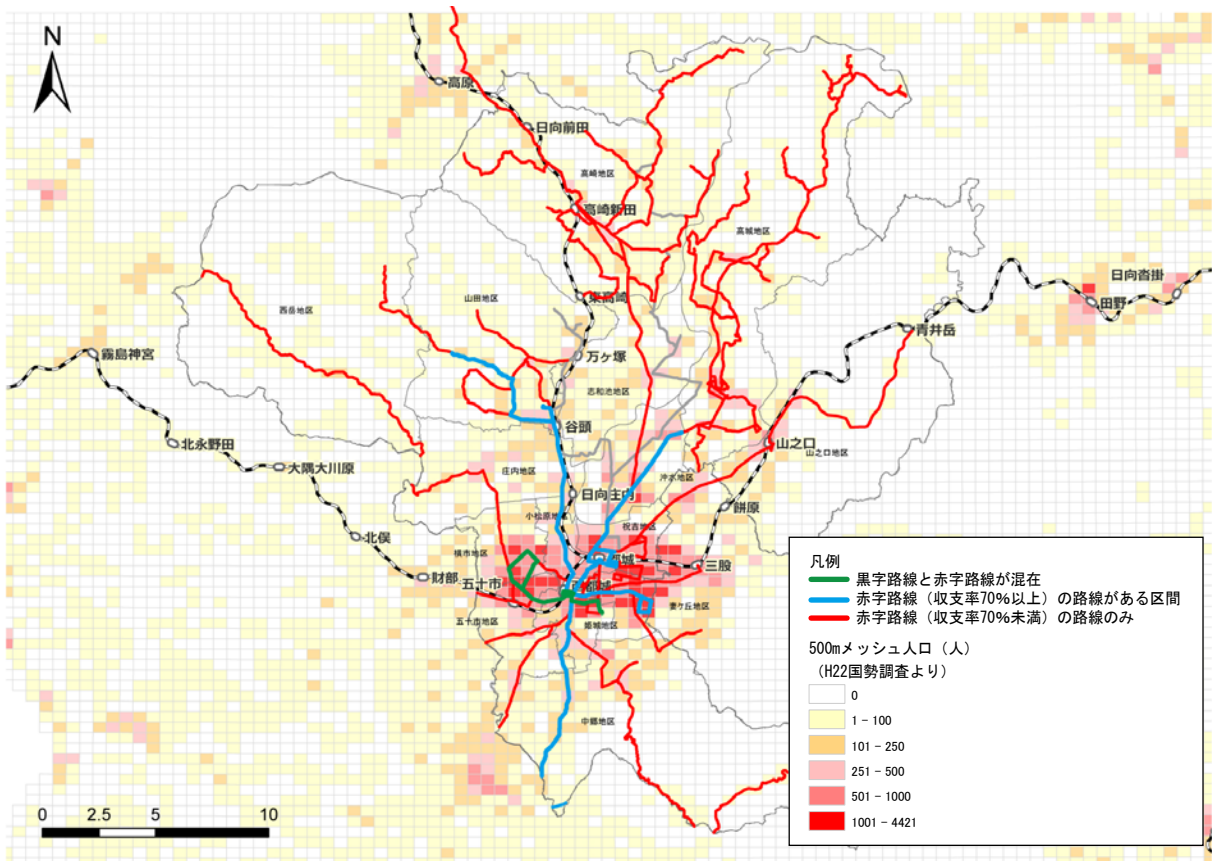 N
高原
日向前田
高崎地区
高崎新田
高城地区
日向沓掛
田野
東高崎
山田地区
西岳地区
青井岳
霧島神宮
万ヶ塚
志和池地区
谷頭
北永野田
山之口
山之口地区
大隅大川原
庄内地区
沖水地区
日向庄内
餅原
小松原地区
祝吉地区
北俣
横市地区
都城
三股
財部
五十市
西都城
妻ケ丘地区
五十市地区
姫城地区
中郷地区
0 2.5 5 10
凡例
黒字路線と赤字路線が混在
赤字路線（収支率70%以上）の路線がある区間
赤字路線（収支率70%未満）の路線のみ
500mメッシュ人口（人）
（H22国勢調査より）
0
1 - 100
101 - 250
251 - 500
501 - 1000
1001 - 4421